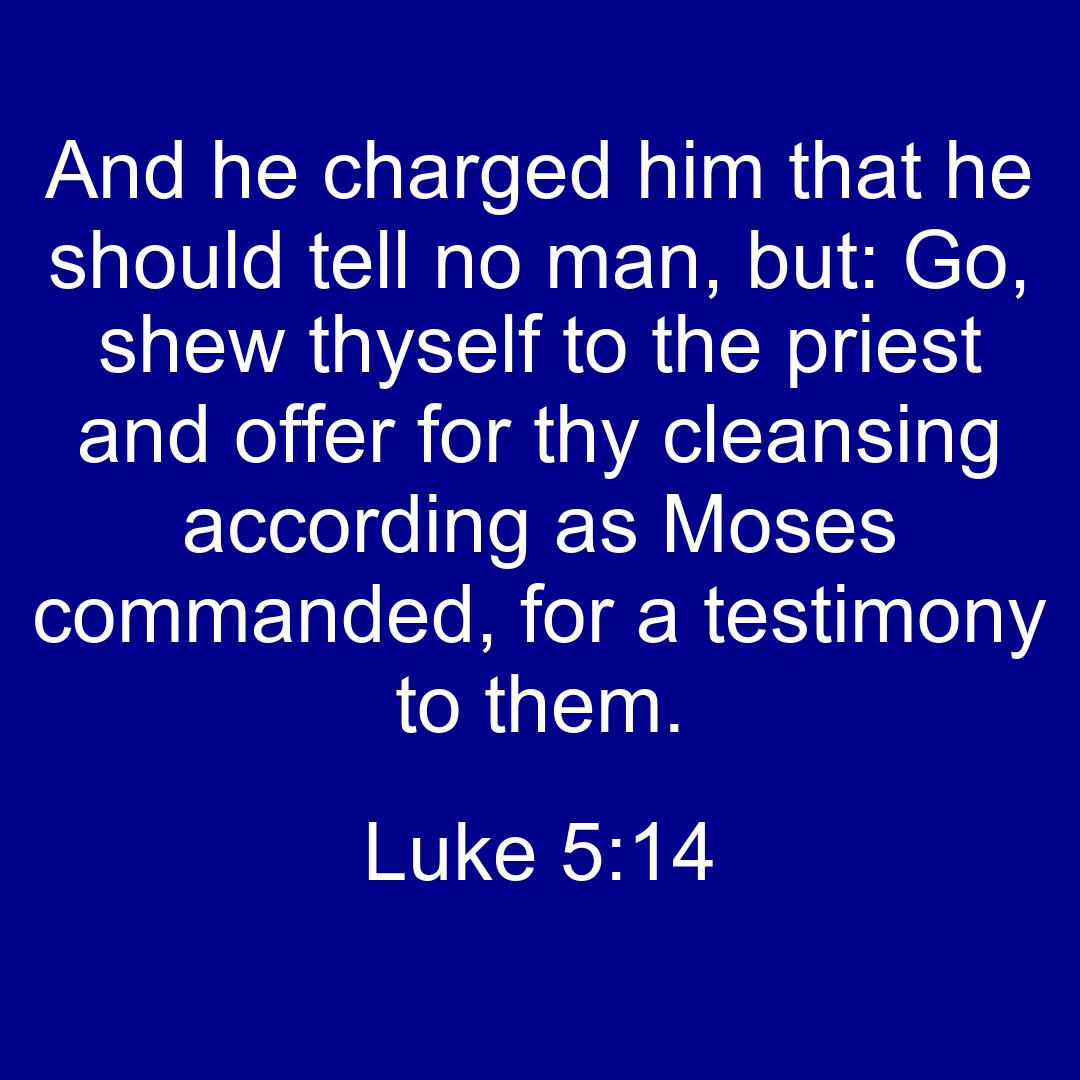 And he charged him that he
should tell no man, but: Go,
shew thyself to the priest
and offer for thy cleansing
according as Moses
commanded, for a testimony
to them.
Luke 5:14